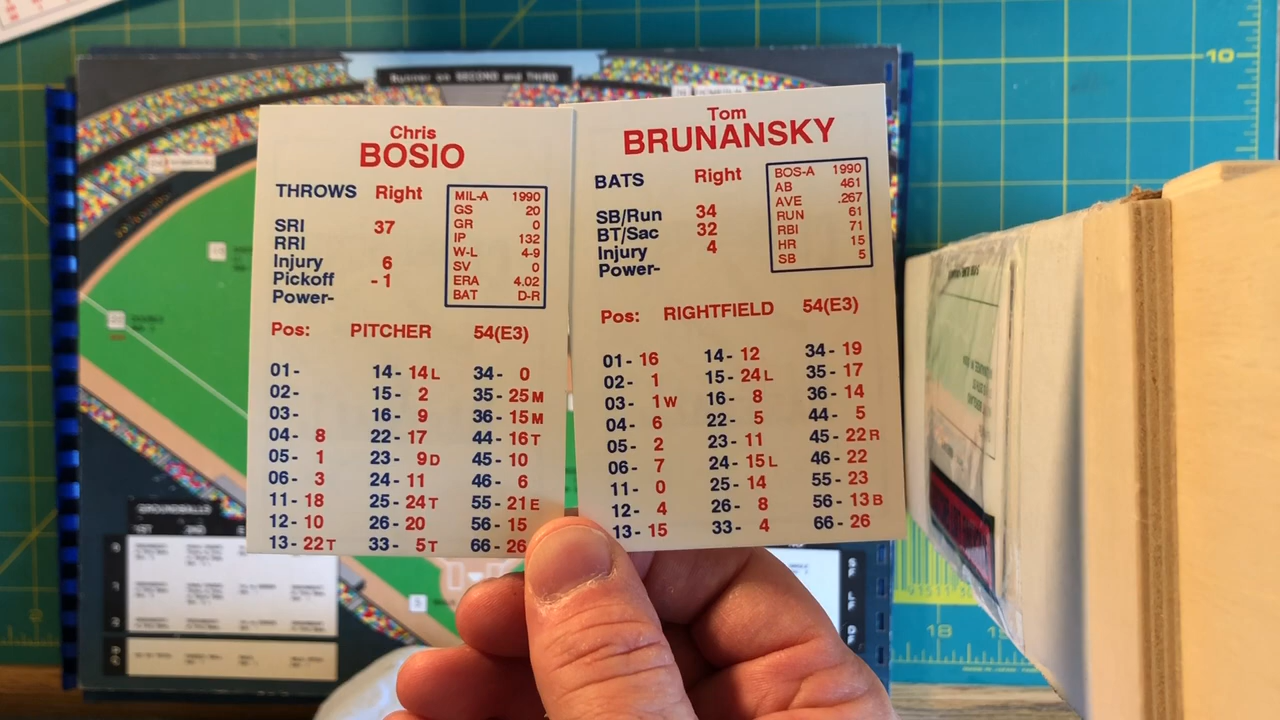 Runner on SECOND and THIRD
10
Chris
BOSIO
THROWS Right
SRI 37
RRI
Injury 6
Pickoff - 1
Power-
MIL-A 1990
GS 20
GR 0
IP 132
W-L 4-9
SV 0
ERA 4.02
BAT D-R
Pos: PITCHER 54(E3)
01- 14- 14L 34- 0
02- 15- 2 35- 25M
03- 16- 9 36- 15M
04- 8 22- 17 44- 16T
05- 1 23- 9D 45- 10
06- 3 24- 11 46- 6
11- 18 25- 24T 55- 21E
12- 10 26- 20 56- 15
13- 22T 33- 5T 66- 26
Tom
BRUNANSKY
BATS Right
SB/Run 34
BT/Sac 32
Injury 4
Power-
BOS-A 1990
AB 461
AVE .267
RUN 61
RBI 71
HR 15
SB 5
Pos: RIGHTFIELD 54(E3)
01- 16 14- 12 34- 19
02- 1 15- 24L 35- 17
03- 1W 16- 8 36- 14
04- 6 22- 5 44- 5
05- 2 23- 11 45- 22R
06- 7 24- 15L 46- 22
11- 0 25- 14 55- 23
12- 4 26- 8 56- 13B
13- 15 33- 4 66- 26
GROUNDBALLS